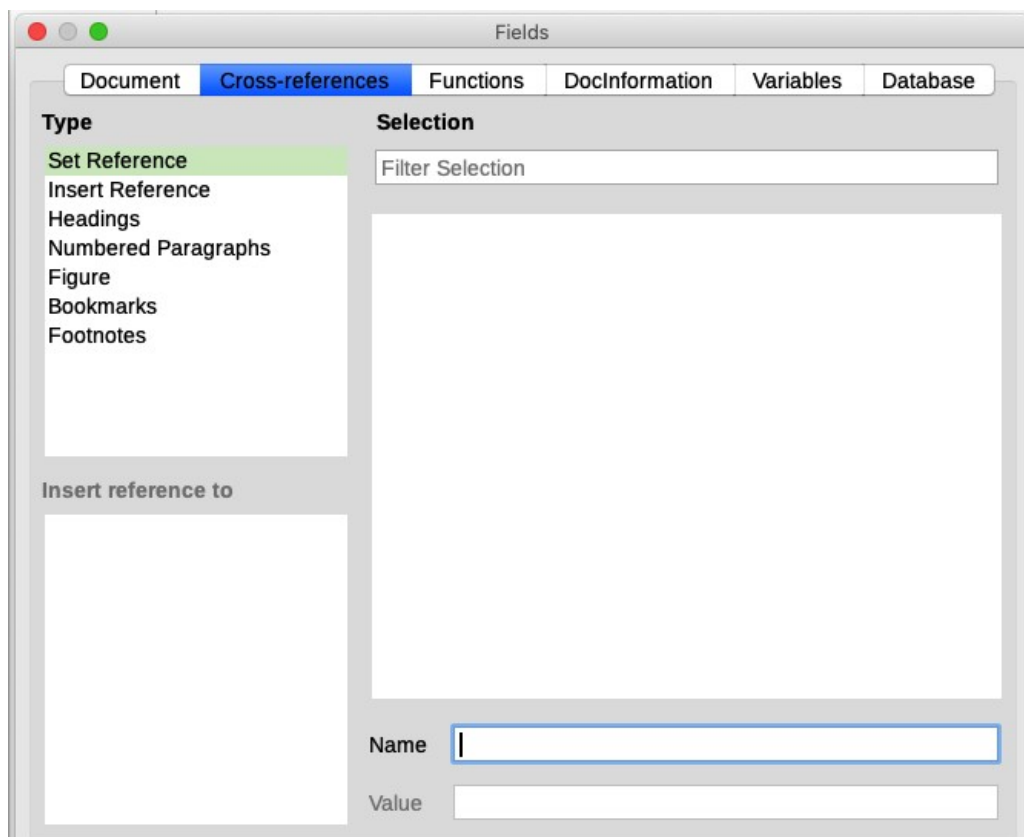 Fields
Document Cross-references Functions DocInformation Variables Database
Type
Set Reference
Insert Reference
Headings
Numbered Paragraphs
Figure
Bookmarks
Footnotes
Insert reference to
Selection
Filter Selection
Name
Value